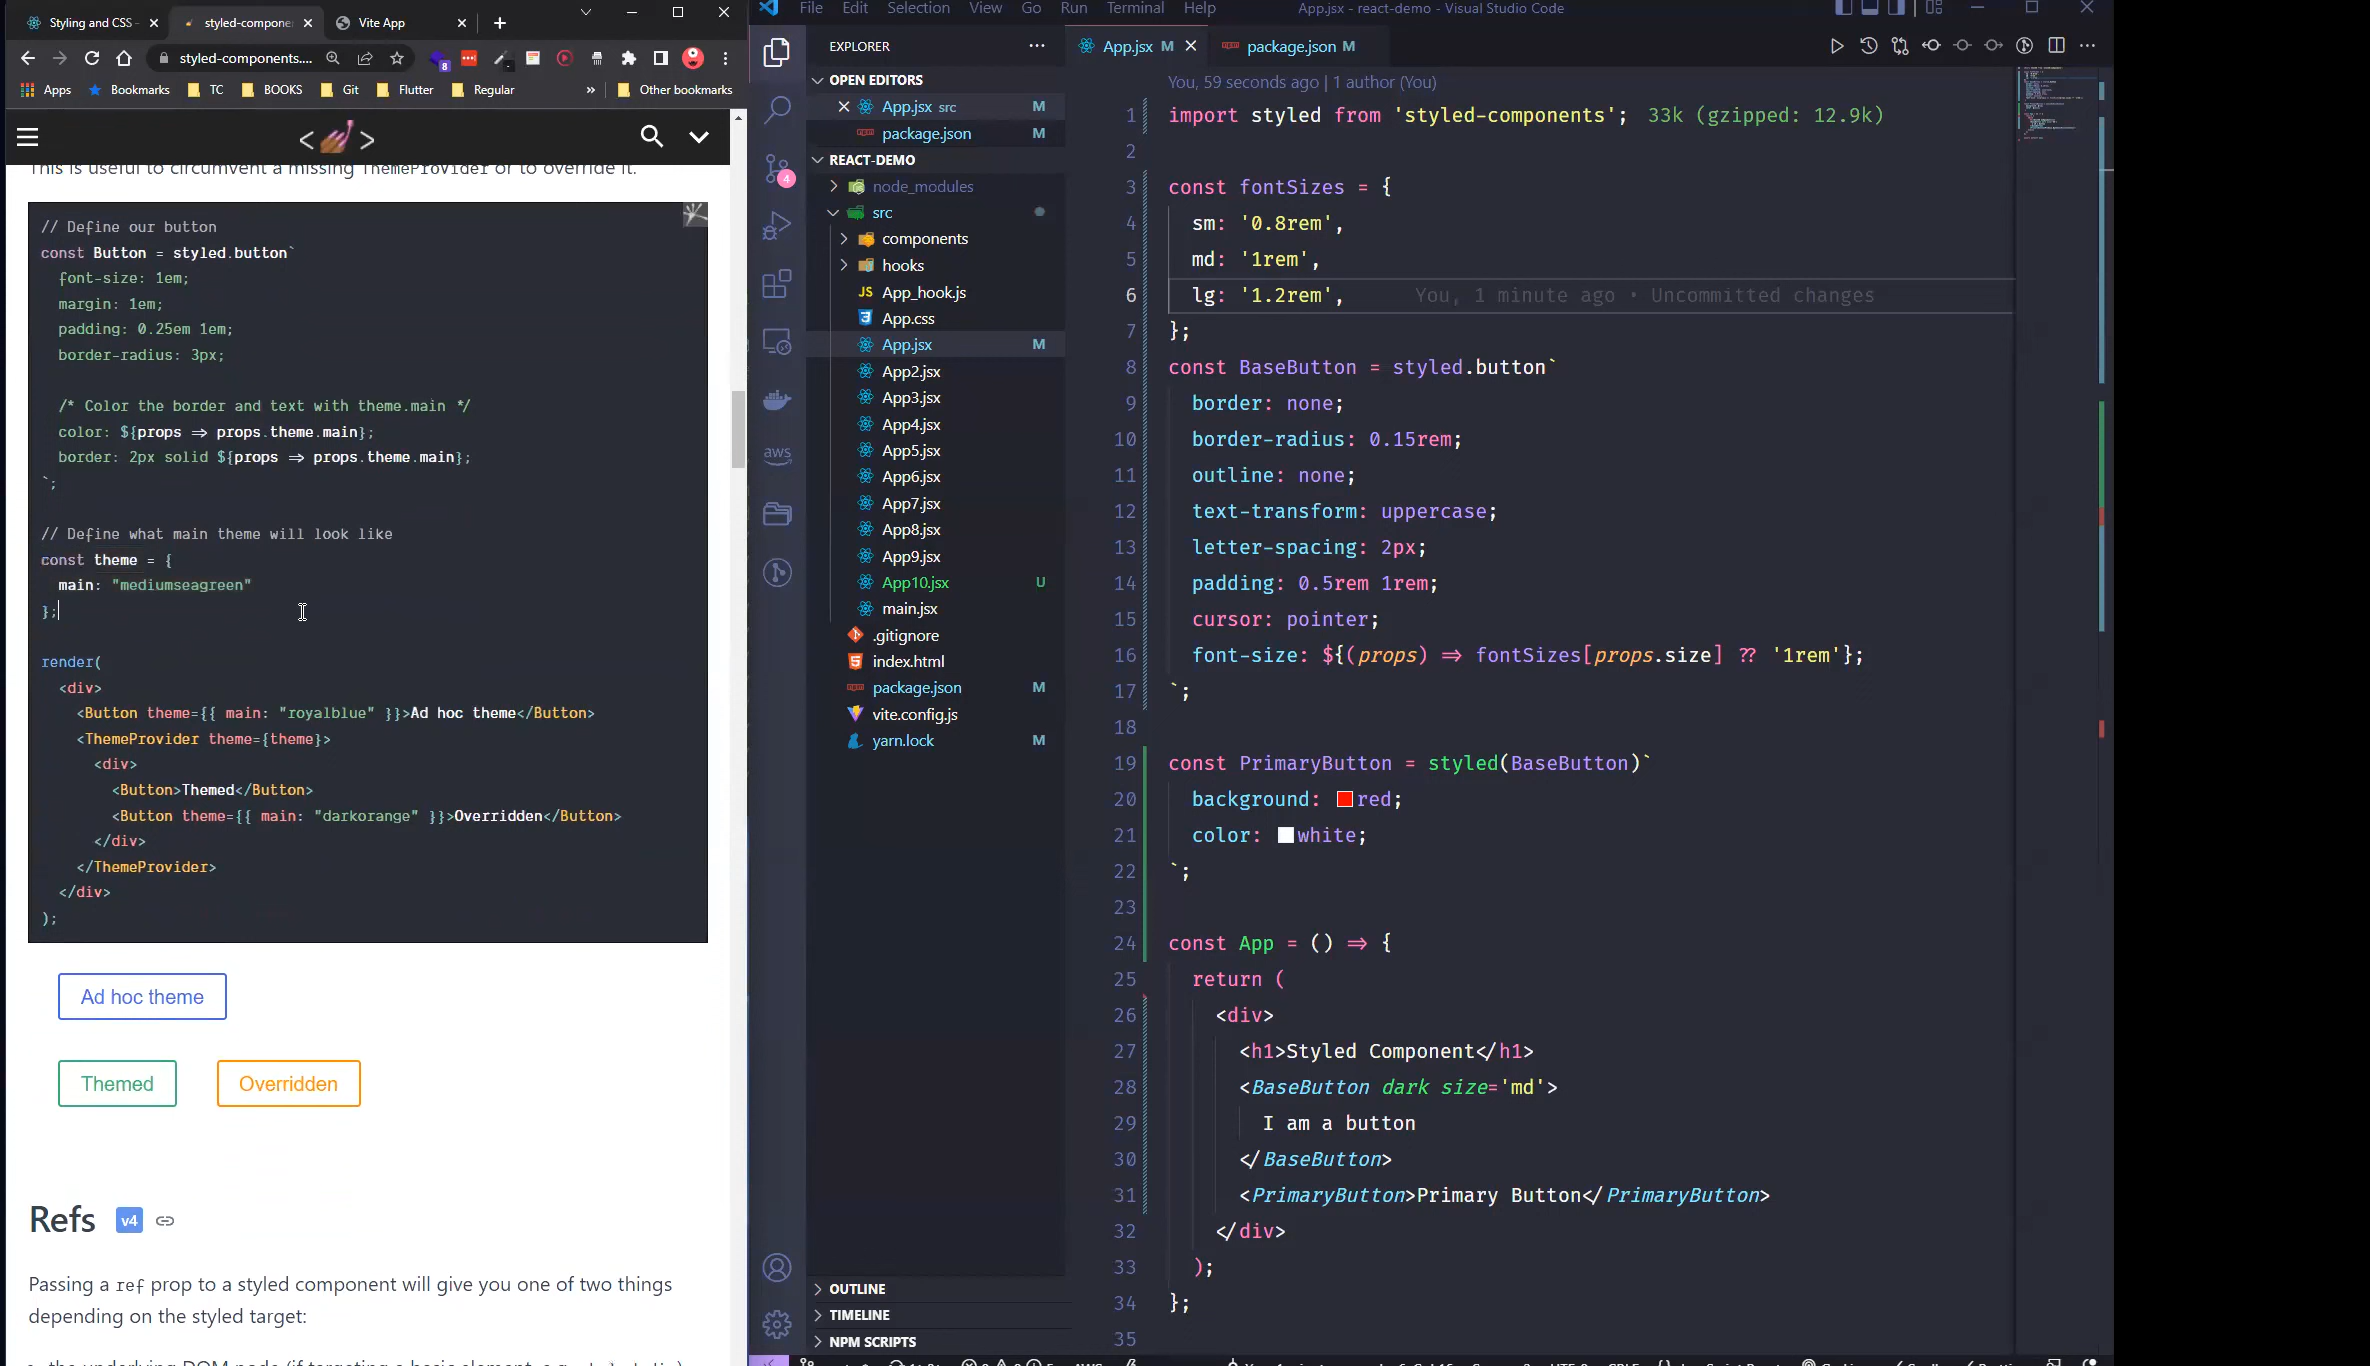 Styling and CSS
styled-compone
Vite App
styled-components....
8
Apps
Bookmarks
TC
BOOKS
Git
Flutter
Regular
»
Other bookmarks
This is useful to circumvent a missing ThemeProvider or to override it.
// Define our button
const Button = styled.button`
font-size: 1em;
margin: 1em;
padding: 0.25em 1em;
border-radius: 3px;
/* Color the border and text with theme.main */
color: ${props => props.theme.main};
border: 2px solid ${props => props.theme.main};
`;
// Define what main theme will look like
const theme = {
main: "mediumseagreen"
};
render(
<div>
<Button theme={{ main: "royalblue" }}>Ad hoc theme</Button>
<ThemeProvider theme={theme}>
<div>
<Button>Themed</Button>
<Button theme={{ main: "darkorange" }}>Overridden</Button>
</div>
</ThemeProvider>
</div>
);
Ad hoc theme
Themed
Overridden
Refs v4
Passing a ref prop to a styled component will give you one of two things
depending on the styled target:
File Edit Selection View Go Run Terminal Help
App.jsx - react-demo - Visual Studio Code
4
aws
EXPLORER
OPEN EDITORS
App.jsx src M
package.json M
REACT-DEMO
node_modules
src
components
hooks
JS App_hook.js
App.css
App.jsx M
App2.jsx
App3.jsx
App4.jsx
App5.jsx
App6.jsx
App7.jsx
App8.jsx
App9.jsx
App10.jsx U
main.jsx
.gitignore
index.html
package.json M
vite.config.js
yarn.lock M
OUTLINE
TIMELINE
NPM SCRIPTS
App.jsx M
package.json M
You, 59 seconds ago | 1 author (You)
1 import styled from 'styled-components'; 33k (gzipped: 12.9k)
2
3 const fontSizes = {
4 sm: '0.8rem',
5 md: '1rem',
6 lg: '1.2rem', You, 1 minute ago • Uncommitted changes
7 };
8 const BaseButton = styled.button`
9 border: none;
10 border-radius: 0.15rem;
11 outline: none;
12 text-transform: uppercase;
13 letter-spacing: 2px;
14 padding: 0.5rem 1rem;
15 cursor: pointer;
16 font-size: ${(props) => fontSizes[props.size] ?? '1rem'};
17 `;
18
19 const PrimaryButton = styled(BaseButton)`
20 background: red;
21 color: white;
22 `;
23
24 const App = () => {
25 return (
26 <div>
27 <h1>Styled Component</h1>
28 <BaseButton dark size='md'>
29 I am a button
30 </BaseButton>
31 <PrimaryButton>Primary Button</PrimaryButton>
32 </div>
33 );
34 };
35